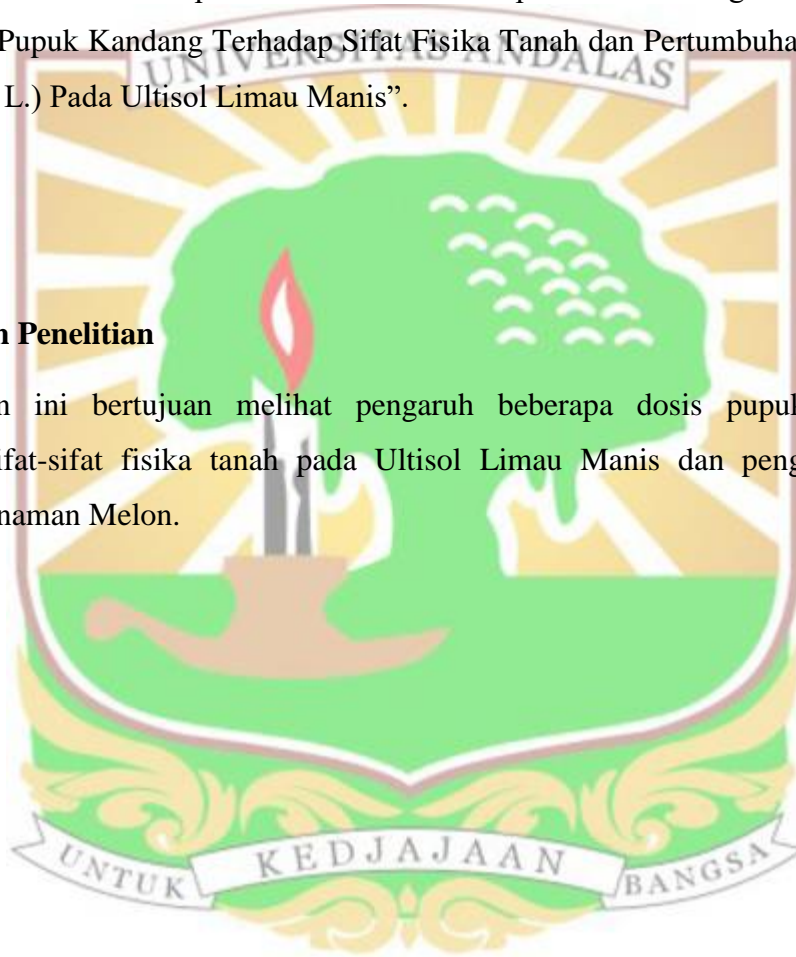 Pupuk Kandang Terhadap Sifat Fisika Tanah dan Pertumbuha
UNIVERSITAS ANDALAS
L.) Pada Ultisol Limau Manis”.
n Penelitian
n ini bertujuan melihat pengaruh beberapa dosis pupu
ifat-sifat fisika tanah pada Ultisol Limau Manis dan peng
naman Melon.
UNTUK KEDJAJAAN BANGSA